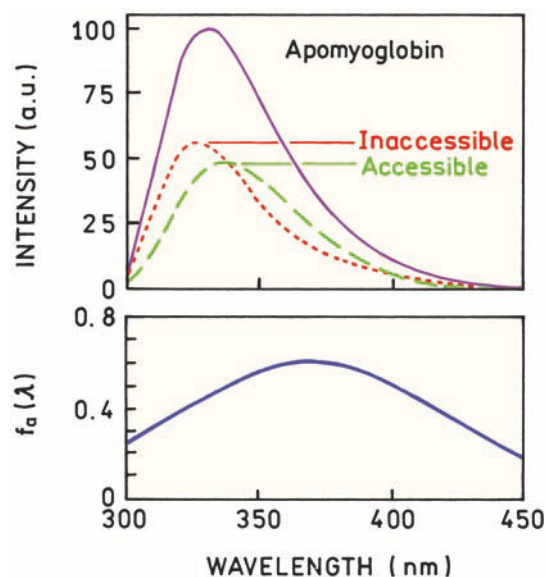 100
75
50
25
0
INTENSITY (a.u.)
Apomyoglobin
Inaccessible
Accessible
0.8
0.4
0
fa(λ)
300 350 400 450
WAVELENGTH (nm)